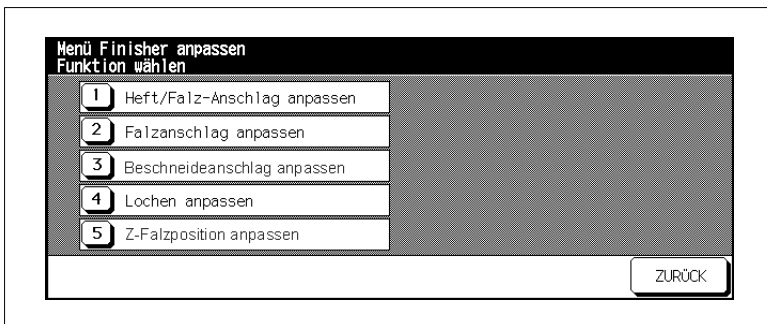 Menü Finisher anpassen
Funktion wählen
1 Heft/Falz-Anschlag anpassen
2 Falzanschlag anpassen
3 Beschneideanschlag anpassen
4 Lochen anpassen
5 Z-Falzposition anpassen
ZURÜCK